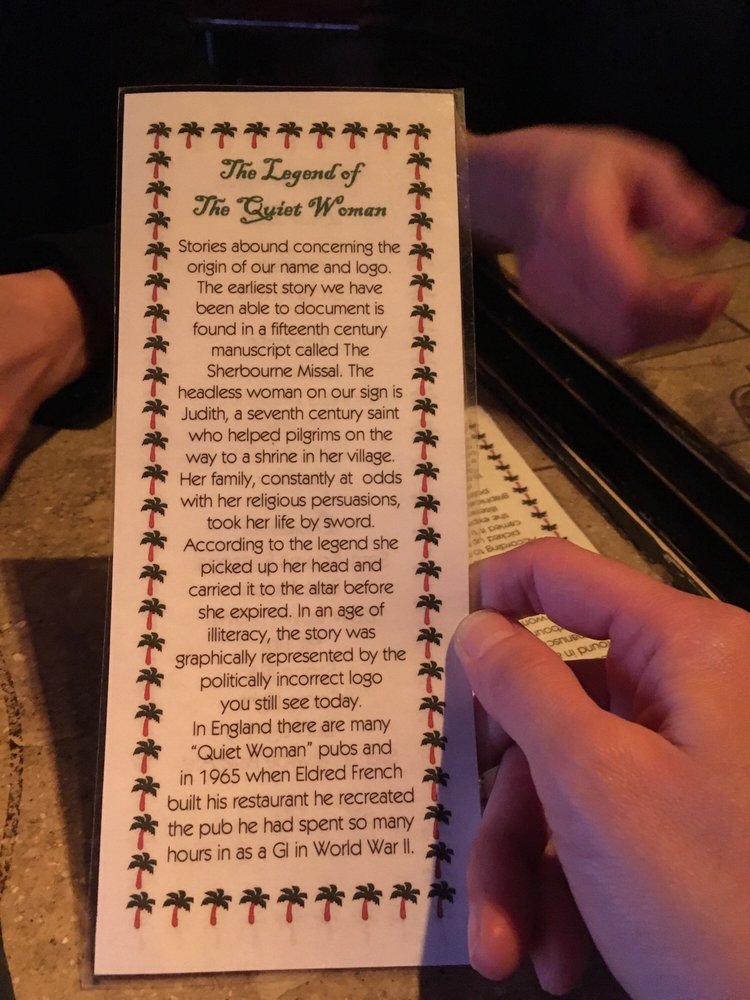 The Legend of
The Quiet Woman
Stories abound concerning the
origin of our name and logo.
The earliest story we have
been able to document is
found in a fifteenth century
manuscript called The
Sherbourne Missal. The
headless woman on our sign is
Judith, a seventh century saint
who helped pilgrims on the
way to a shrine in her village.
Her family, constantly at odds
with her religious persuasions,
took her life by sword.
According to the legend she
picked up her head and
carried it to the altar before
she expired. In an age of
illiteracy, the story was
graphically represented by the
politically incorrect logo
you still see today.
In England there are many
"Quiet Woman" pubs and
in 1965 when Eldred French
built his restaurant he recreated
the pub he had spent so many
hours in as a GI in World War II.